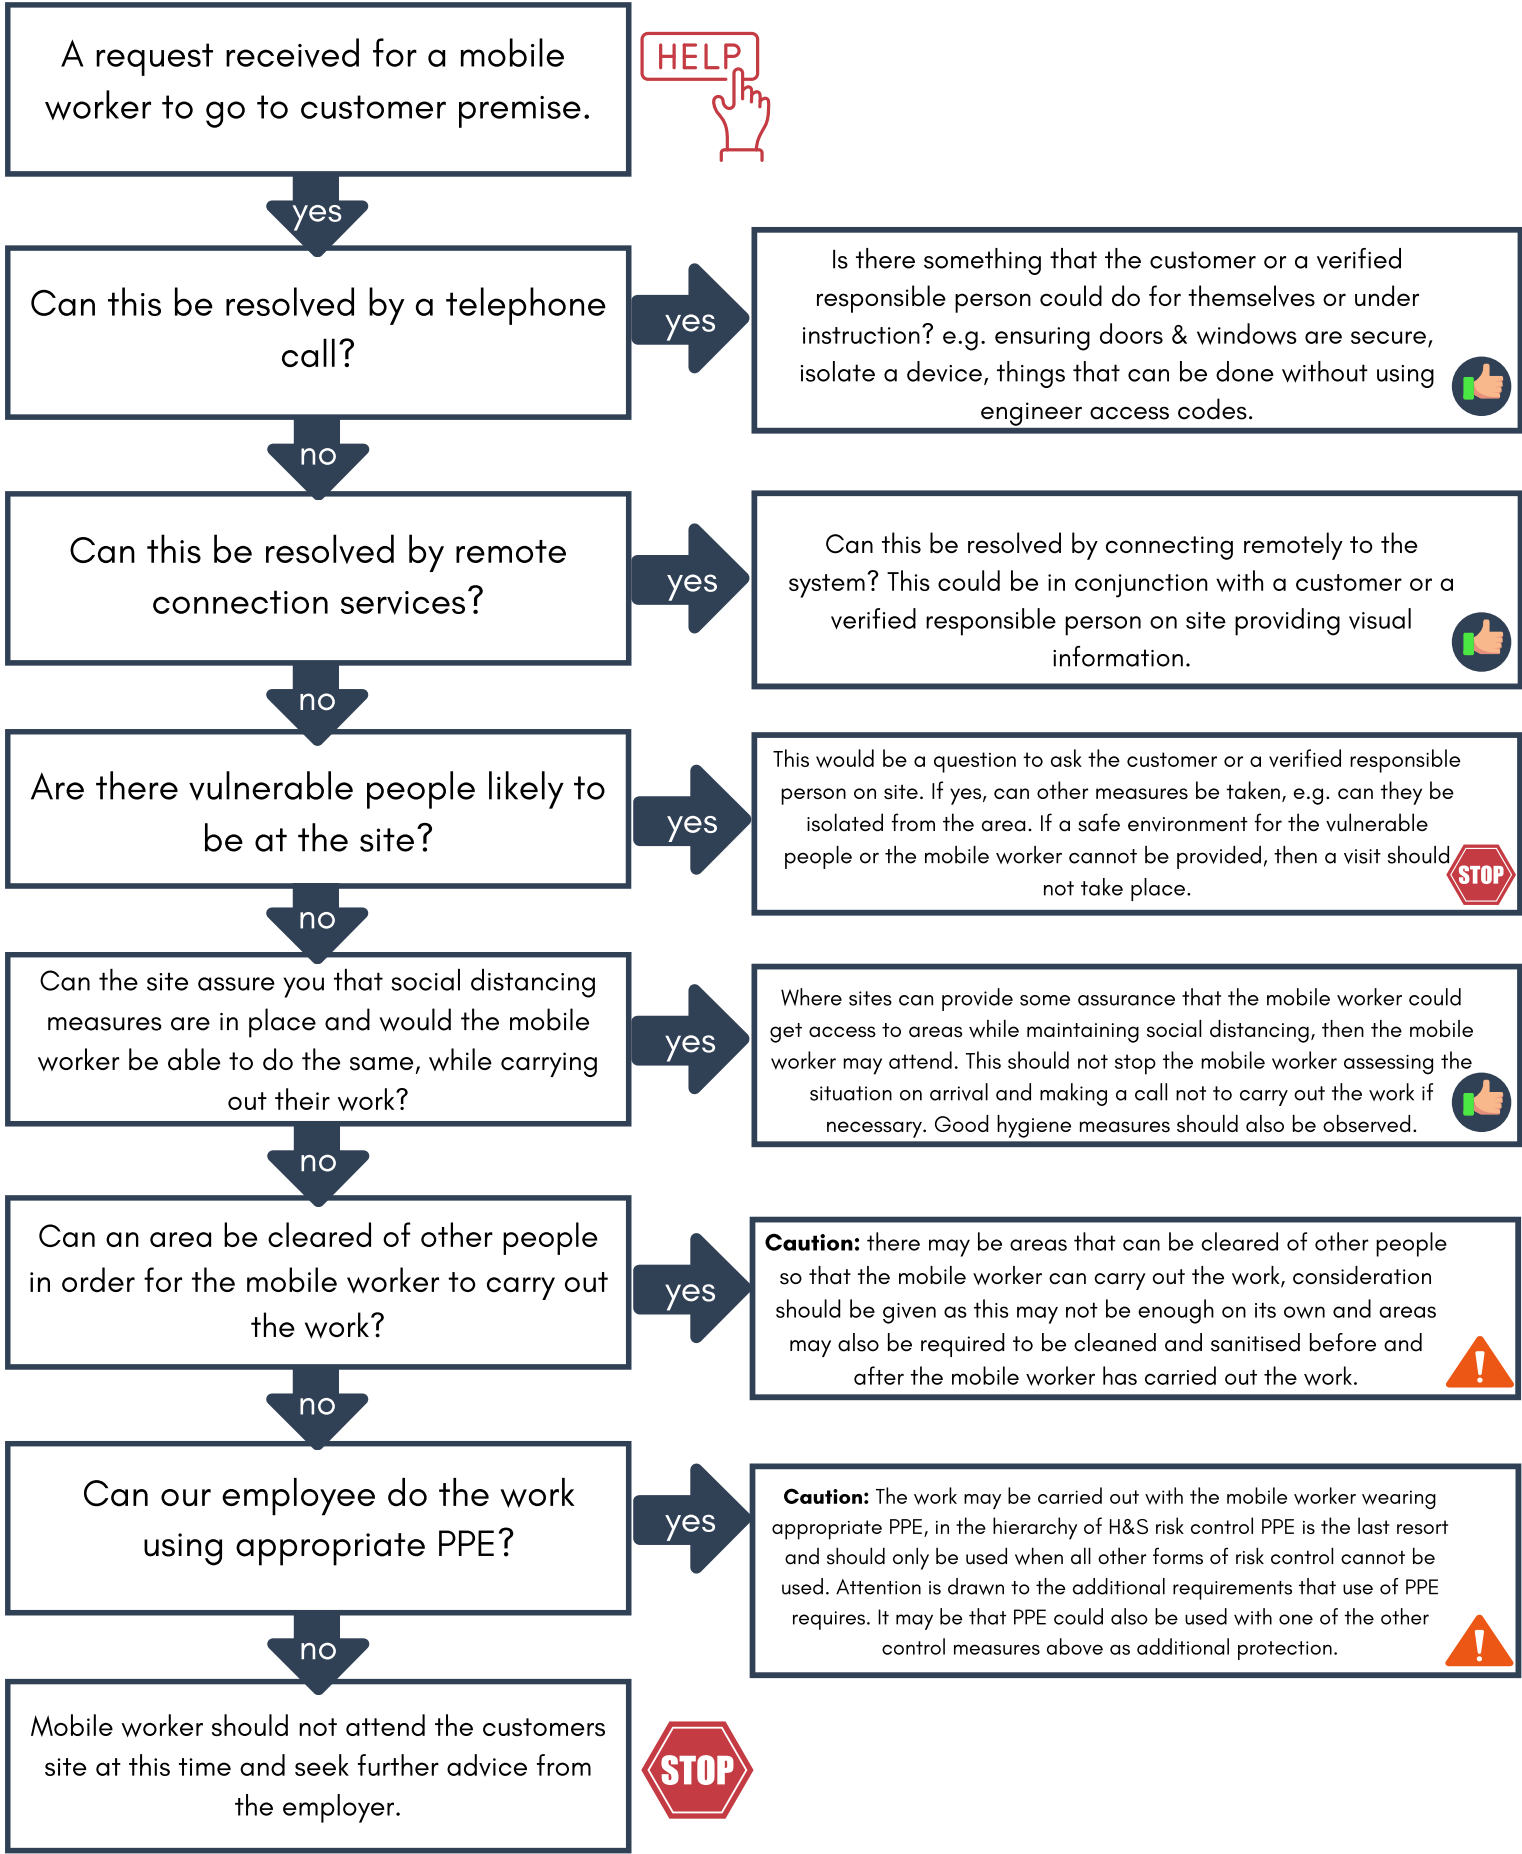 A request received for a mobile
worker to go to customer premise.
HELP
yes
Can this be resolved by a telephone
call?
yes
Is there something that the customer or a verified
responsible person could do for themselves or under
instruction? e.g. ensuring doors & windows are secure,
isolate a device, things that can be done without using
engineer access codes.
no
Can this be resolved by remote
connection services?
yes
Can this be resolved by connecting remotely to the
system? This could be in conjunction with a customer or a
verified responsible person on site providing visual
information.
no
Are there vulnerable people likely to
be at the site?
yes
This would be a question to ask the customer or a verified responsible
person on site. If yes, can other measures be taken, e.g. can they be
isolated from the area. If a safe environment for the vulnerable
people or the mobile worker cannot be provided, then a visit should
not take place.
STOP
no
Can the site assure you that social distancing
measures are in place and would the mobile
worker be able to do the same, while carrying
out their work?
yes
Where sites can provide some assurance that the mobile worker could
get access to areas while maintaining social distancing, then the mobile
worker may attend. This should not stop the mobile worker assessing the
situation on arrival and making a call not to carry out the work if
necessary. Good hygiene measures should also be observed.
no
Can an area be cleared of other people
in order for the mobile worker to carry out
the work?
yes
Caution: there may be areas that can be cleared of other people
so that the mobile worker can carry out the work, consideration
should be given as this may not be enough on its own and areas
may also be required to be cleaned and sanitised before and
after the mobile worker has carried out the work.
no
Can our employee do the work
using appropriate PPE?
yes
Caution: The work may be carried out with the mobile worker wearing
appropriate PPE, in the hierarchy of H&S risk control PPE is the last resort
and should only be used when all other forms of risk control cannot be
used. Attention is drawn to the additional requirements that use of PPE
requires. It may be that PPE could also be used with one of the other
control measures above as additional protection.
no
Mobile worker should not attend the customers
site at this time and seek further advice from
the employer.
STOP